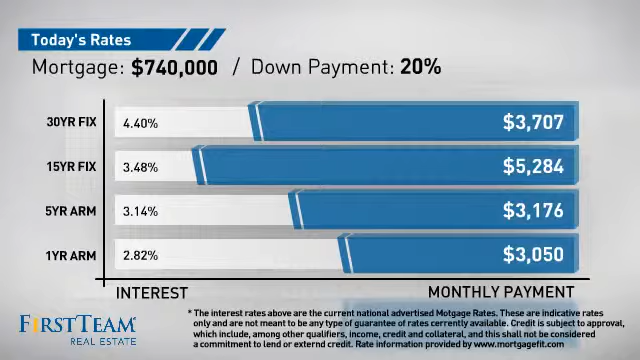 Today's Rates
Mortgage: $740,000 / Down Payment: 20%
30YR FIX 4.40% $3,707
15YR FIX 3.48% $5,284
5YR ARM 3.14% $3,176
1YR ARM 2.82% $3,050
INTEREST MONTHLY PAYMENT
FIRSTTEAM®
REAL ESTATE
* The interest rates above are the current national advertised Motgage Rates. These are indicative rates
only and are not meant to be any type of guarantee of rates cerrently available. Credit is subject to approval,
which include, among other qualifiers, income, credit and collateral, and this shall not be considered
a commitment to lend or externd credit. Rate information provided by www.mortgagefit.com